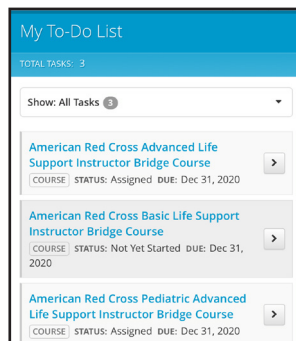 My To-Do List
TOTAL TASKS: 3
Show: All Tasks 3
American Red Cross Advanced Life
Support Instructor Bridge Course
COURSE STATUS: Assigned DUE: Dec 31, 2020
American Red Cross Basic Life Support
Instructor Bridge Course
COURSE STATUS: Not Yet Started DUE: Dec 31,
2020
American Red Cross Pediatric Advanced
Life Support Instructor Bridge Course
COURSE STATUS: Assigned DUE: Dec 31, 2020